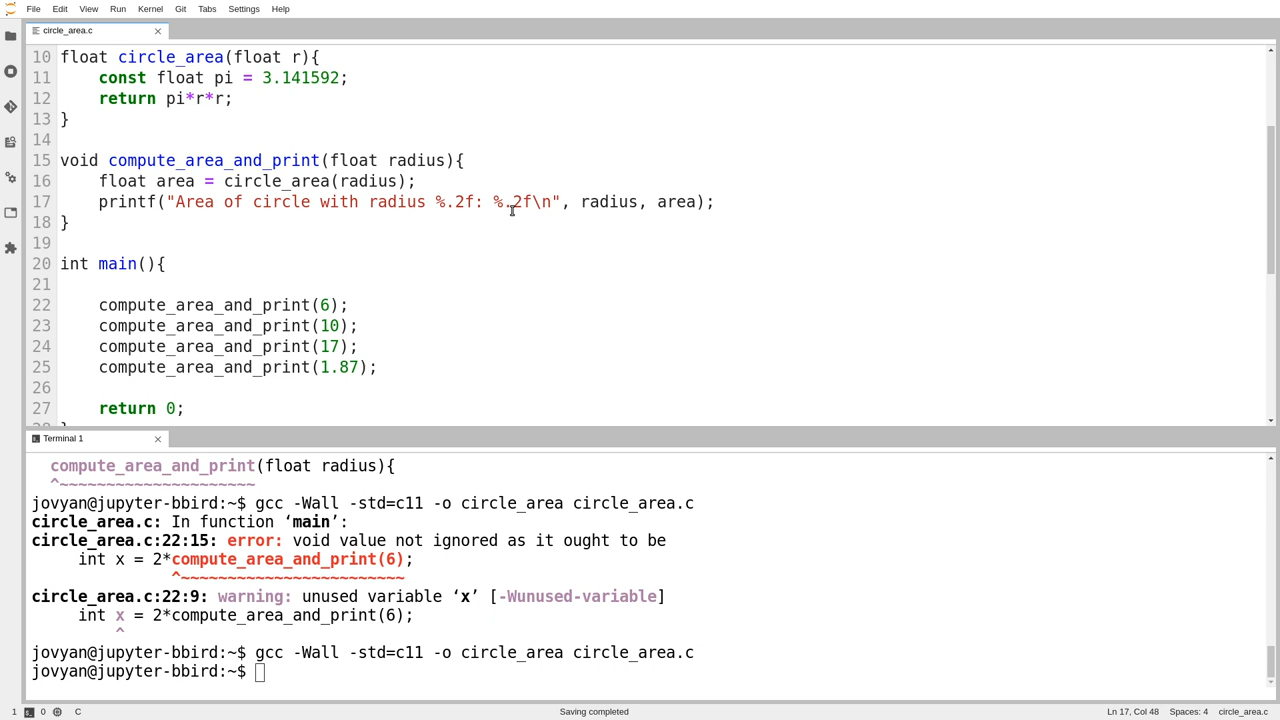 File Edit View Run Kernel Git Tabs Settings Help
circle_area.c
10 float circle_area(float r){
11     const float pi = 3.141592;
12     return pi*r*r;
13 }
14
15 void compute_area_and_print(float radius){
16     float area = circle_area(radius);
17     printf("Area of circle with radius %.2f: %.2f\n", radius, area);
18 }
19
20 int main(){
21
22     compute_area_and_print(6);
23     compute_area_and_print(10);
24     compute_area_and_print(17);
25     compute_area_and_print(1.87);
26
27     return 0;
28 }
Terminal 1
  compute_area_and_print(float radius){
  ^~~~~~~~~~~~~~~~~~~~~~
jovyan@jupyter-bbird:~$ gcc -Wall -std=c11 -o circle_area circle_area.c
circle_area.c: In function ‘main’:
circle_area.c:22:15: error: void value not ignored as it ought to be
     int x = 2*compute_area_and_print(6);
               ^~~~~~~~~~~~~~~~~~~~~~~~~
circle_area.c:22:9: warning: unused variable ‘x’ [-Wunused-variable]
     int x = 2*compute_area_and_print(6);
         ^
jovyan@jupyter-bbird:~$ gcc -Wall -std=c11 -o circle_area circle_area.c
jovyan@jupyter-bbird:~$
1 0 C Saving completed Ln 17, Col 48 Spaces: 4 circle_area.c